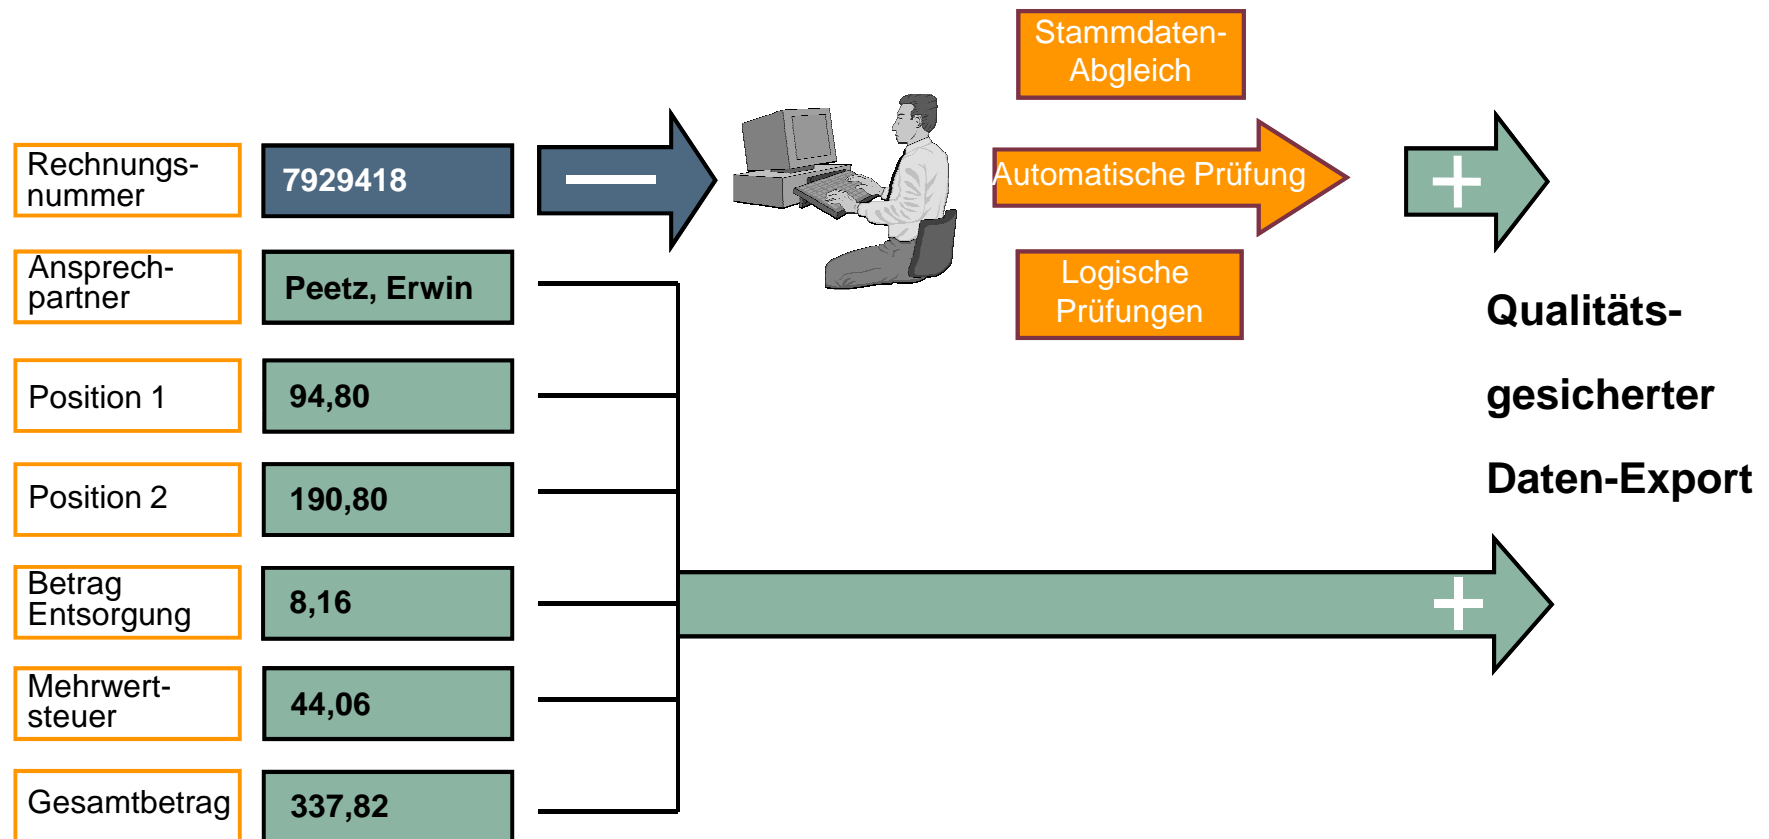 Stammdaten-
Abgleich
Rechnungs-
nummer
7929418
Automatische Prüfung
Ansprech-
partner
Peetz, Erwin
Logische
Prüfungen
Qualitäts-
gesicherter
Daten-Export
Position 1
94,80
Position 2
190,80
Betrag
Entsorgung
8,16
Mehrwert-
steuer
44,06
Gesamtbetrag
337,82